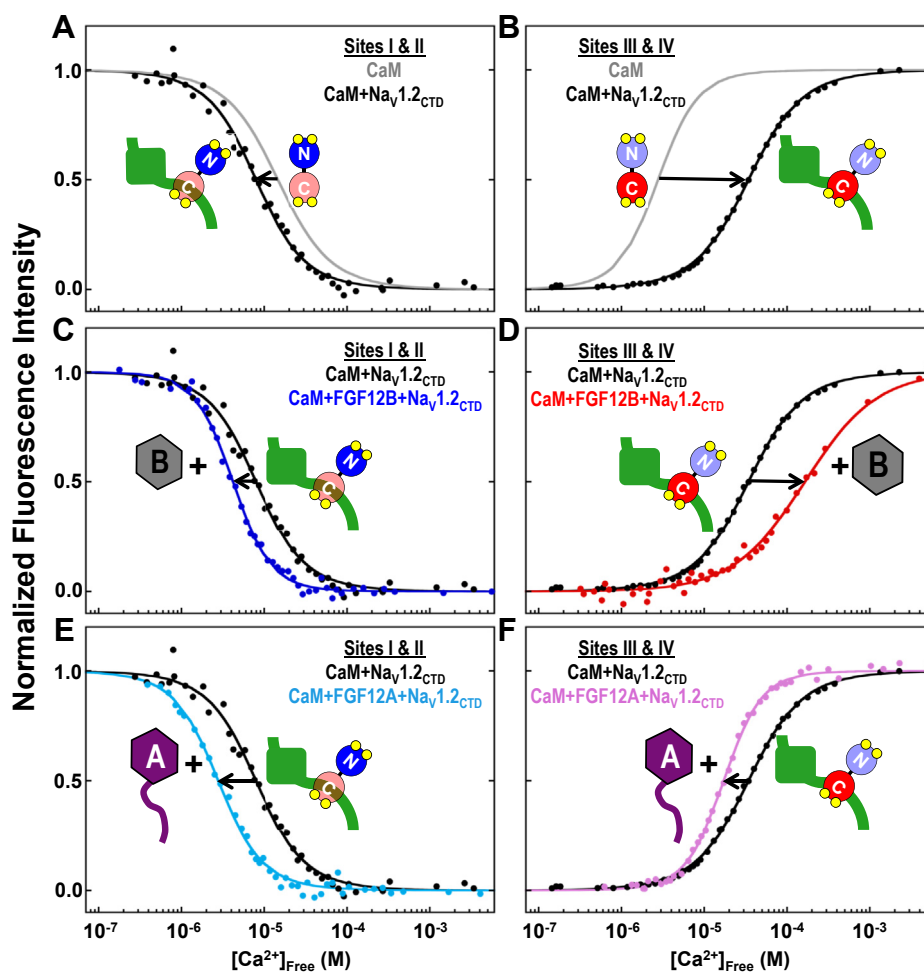 Normalized Fluorescence Intensity
A
Sites I & II
CaM
CaM+NaV1.2CTD
1.0
0.5
0.0
N
C
N
C
B
Sites III & IV
CaM
CaM+NaV1.2CTD
N
C
N
C
C
Sites I & II
CaM+NaV1.2CTD
CaM+FGF12B+NaV1.2CTD
1.0
0.5
0.0
B
+
N
C
D
Sites III & IV
CaM+NaV1.2CTD
CaM+FGF12B+NaV1.2CTD
N
C
+
B
E
Sites I & II
CaM+NaV1.2CTD
CaM+FGF12A+NaV1.2CTD
1.0
0.5
0.0
A
+
N
C
10-7 10-6 10-5 10-4 10-3
[Ca2+]Free (M)
F
Sites III & IV
CaM+NaV1.2CTD
CaM+FGF12A+NaV1.2CTD
A
+
N
C
10-7 10-6 10-5 10-4 10-3
[Ca2+]Free (M)